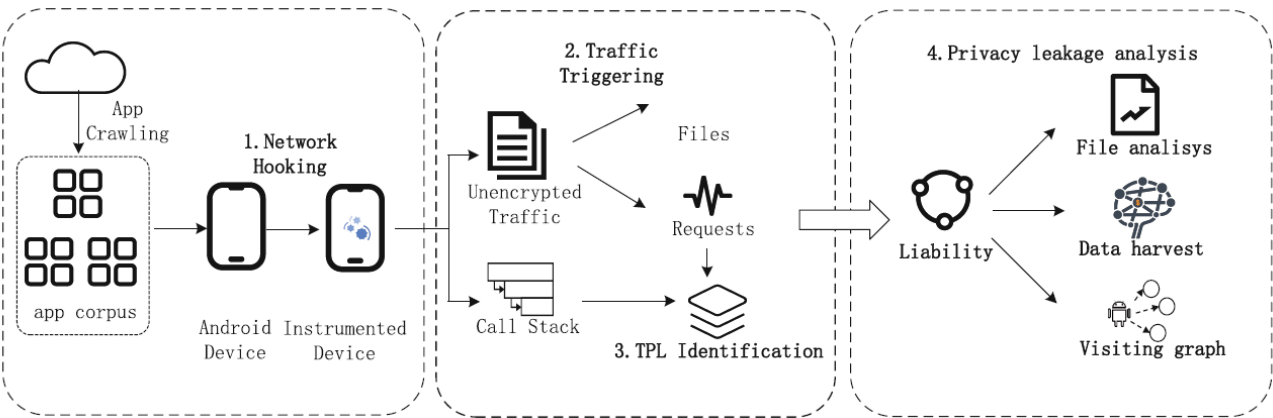 App
Crawling
app corpus
1. Network
Hooking
Android
Device
Instrumented
Device
2. Traffic
Triggering
Unencrypted
Traffic
Files
Requests
Call Stack
3. TPL Identification
4. Privacy leakage analysis
Liability
File analisys
Data harvest
Visiting graph